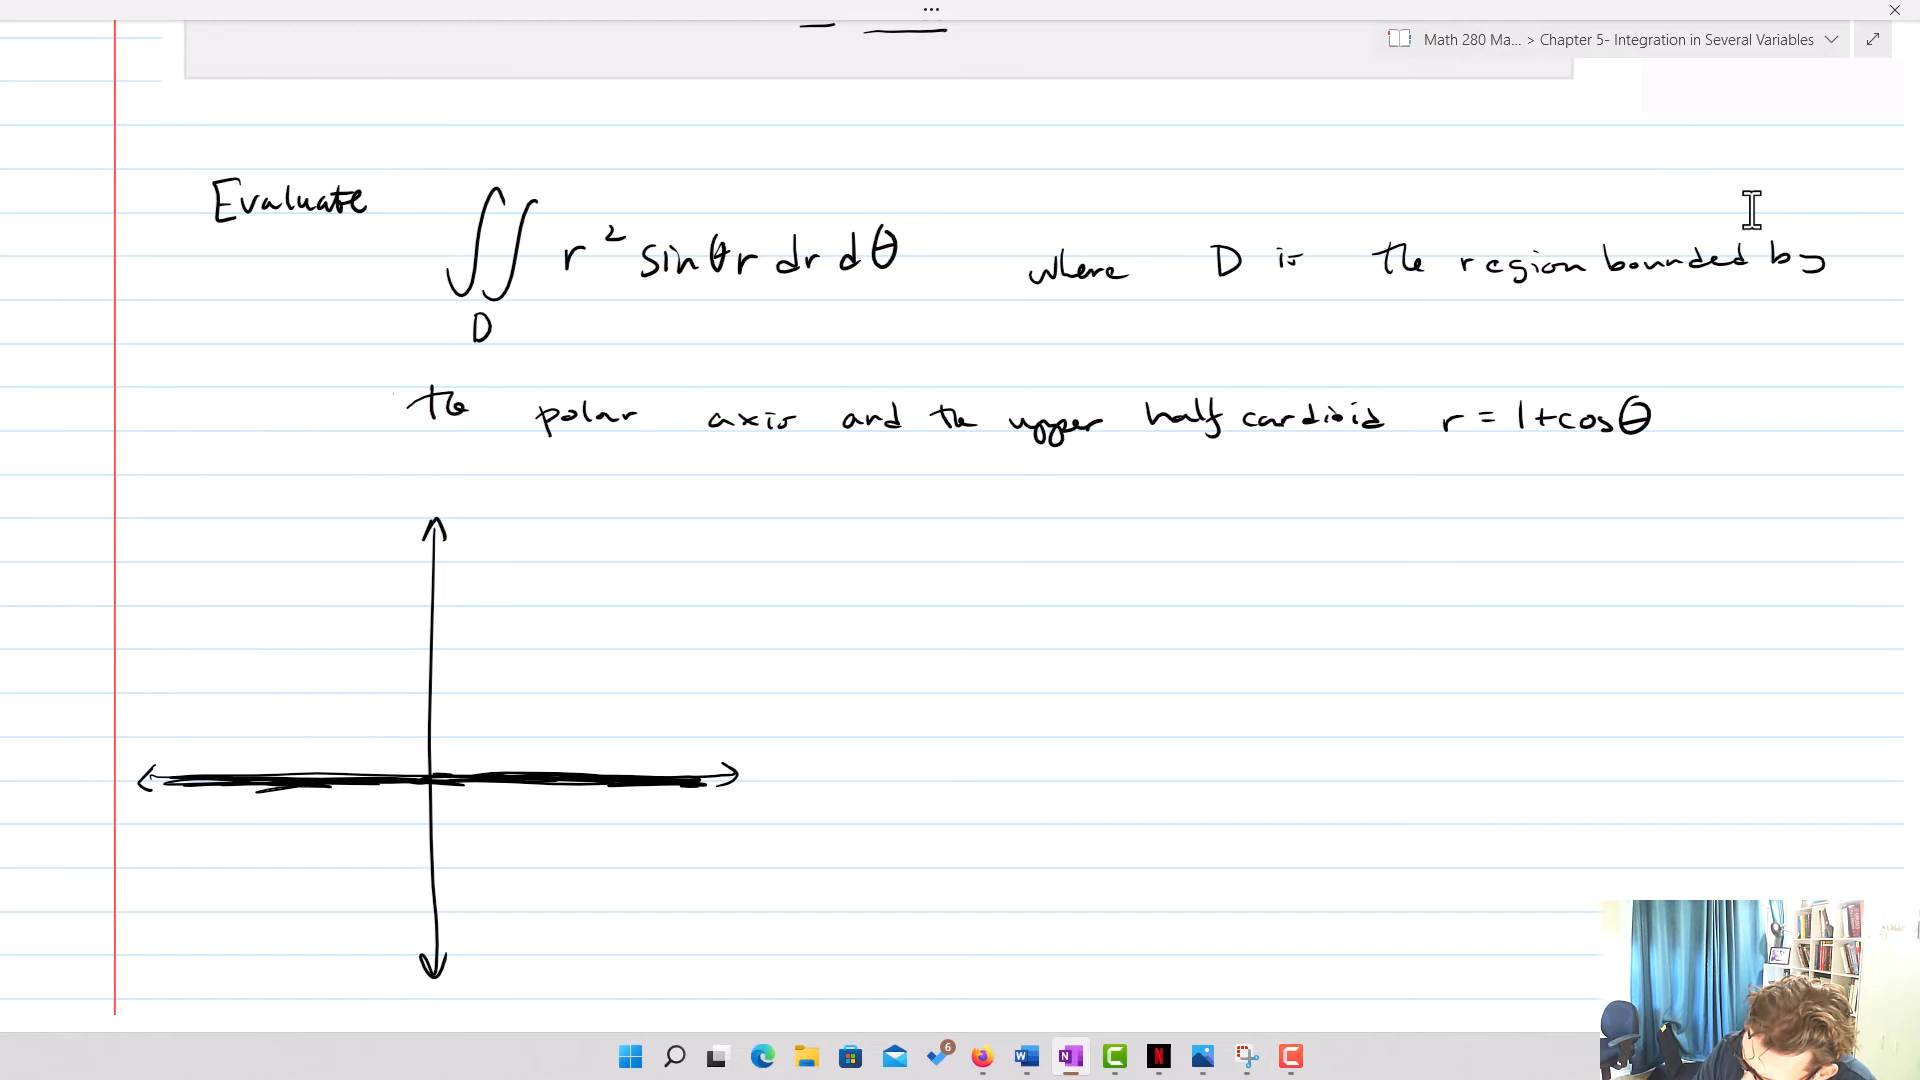 Math 280 Ma... > Chapter 5- Integration in Several Variables
Evaluate ∬ r² sinθ r dr dθ where D is the region bounded by
D
the polar axis and the upper half cardioid r = 1+cosθ
6